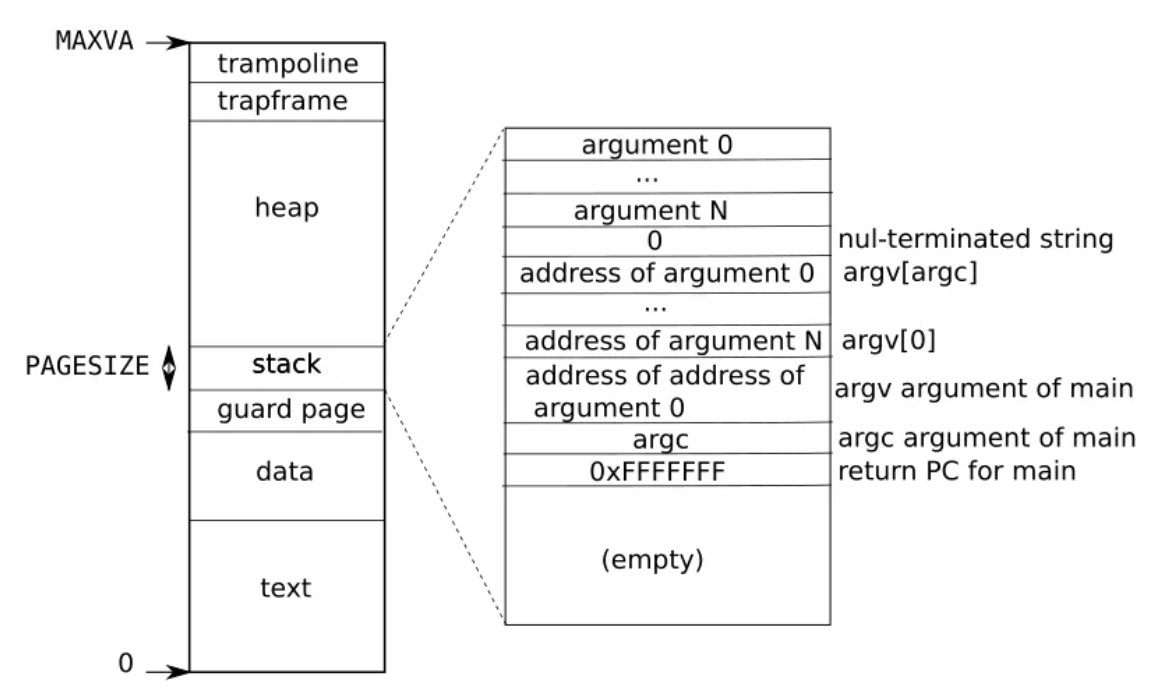 MAXVA
trampoline
trapframe
heap
PAGESIZE
stack
guard page
data
text
0
argument 0
...
argument N
0 nul-terminated string
address of argument 0 argv[argc]
...
address of argument N argv[0]
address of address of
argument 0
argv argument of main
argc argc argument of main
0xFFFFFFF return PC for main
(empty)